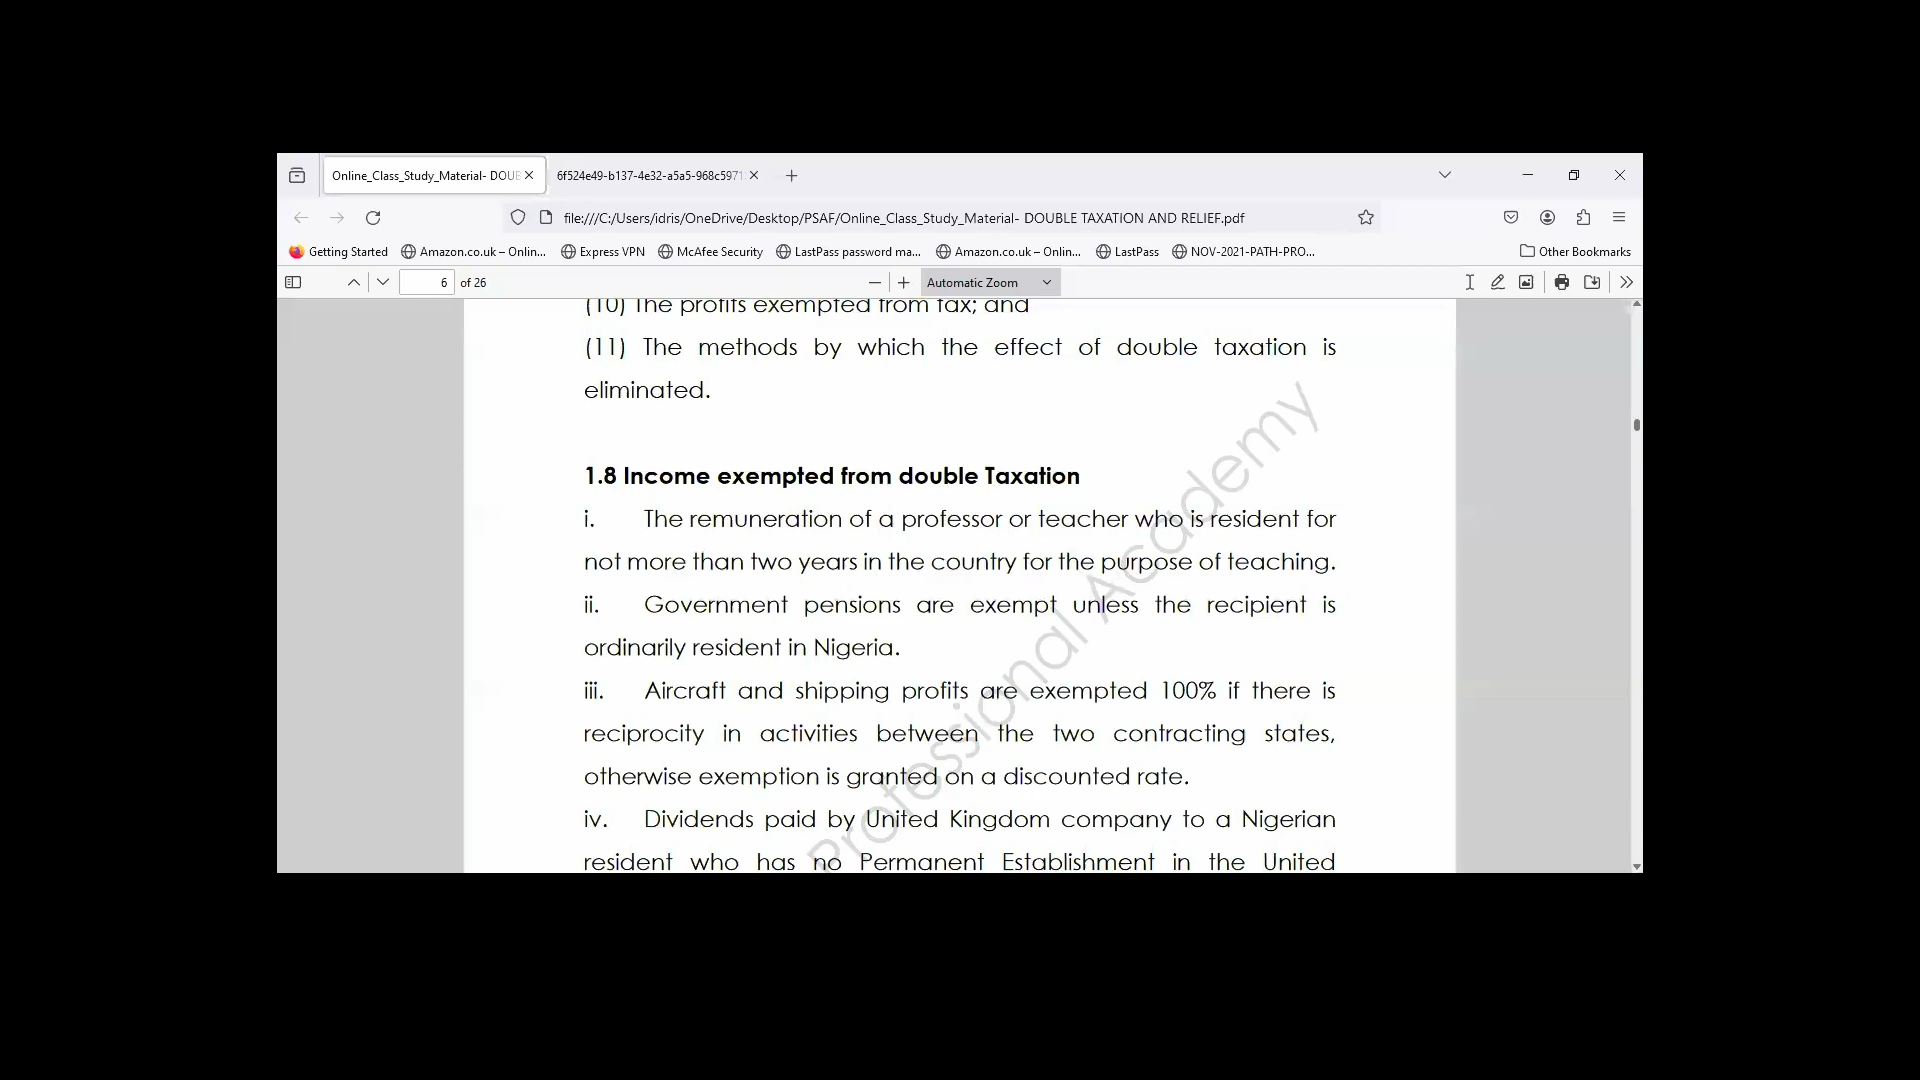 Online_Class_Study_Material- DOUB
6f524e49-b137-4e32-a5a5-968c5971
file:///C:/Users/idris/OneDrive/Desktop/PSAF/Online_Class_Study_Material- DOUBLE TAXATION AND RELIEF.pdf
Getting Started Amazon.co.uk – Onlin... Express VPN McAfee Security LastPass password ma... Amazon.co.uk – Onlin... LastPass NOV-2021-PATH-PRO... Other Bookmarks
6 of 26 Automatic Zoom
(10) The profits exempted from tax; and
(11) The methods by which the effect of double taxation is
eliminated.
1.8 Income exempted from double Taxation
i. The remuneration of a professor or teacher who is resident for
not more than two years in the country for the purpose of teaching.
ii. Government pensions are exempt unless the recipient is
ordinarily resident in Nigeria.
iii. Aircraft and shipping profits are exempted 100% if there is
reciprocity in activities between the two contracting states,
otherwise exemption is granted on a discounted rate.
iv. Dividends paid by United Kingdom company to a Nigerian
resident who has no Permanent Establishment in the United
Professional Academy